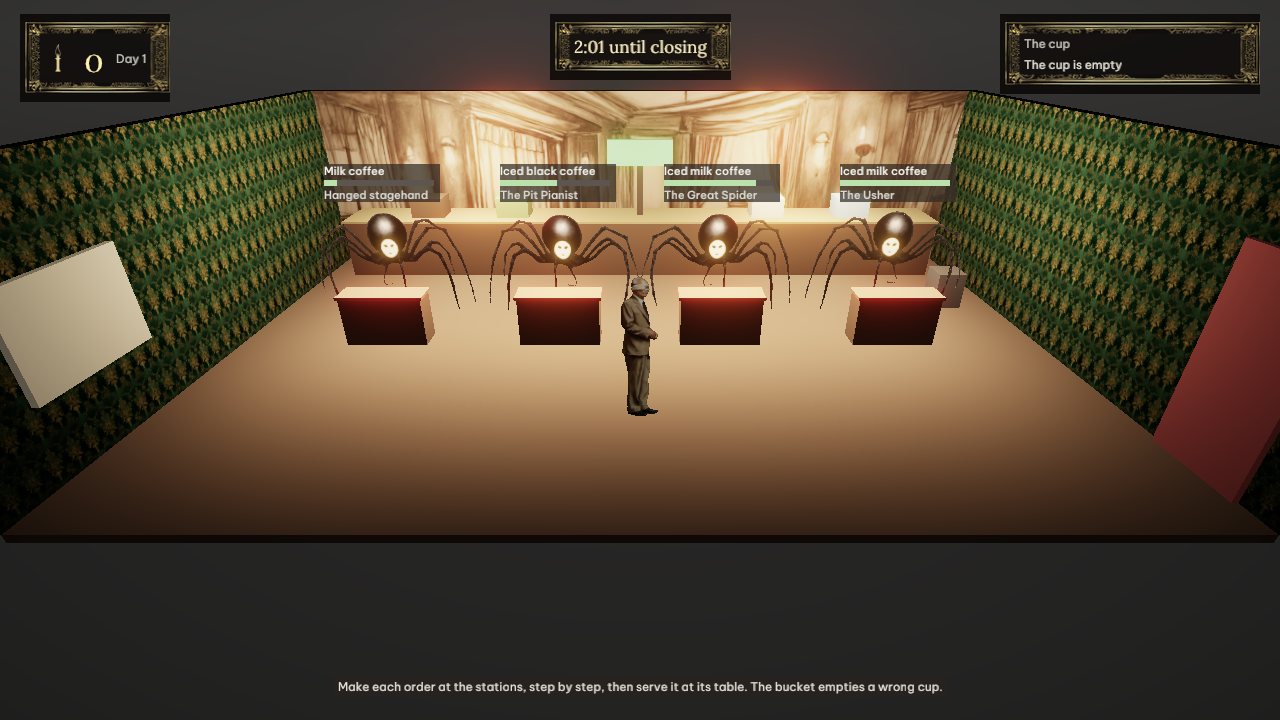 0
Day 1
2:01 until closing
The cup
The cup is empty
Milk coffee
Hanged stagehand
Iced black coffee
The Pit Pianist
Iced milk coffee
The Great Spider
Iced milk coffee
The Usher
Make each order at the stations, step by step, then serve it at its table. The bucket empties a wrong cup.